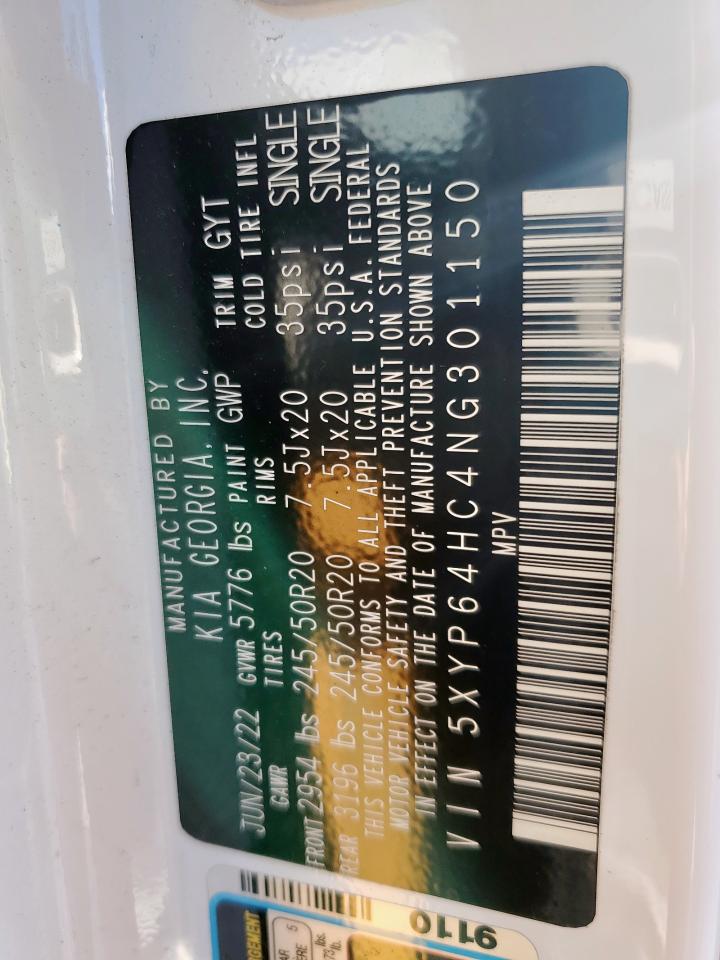 MANUFACTURED BY
KIA GEORGIA, INC.
JUN/23/22 GVWR 5776 lbs PAINT GWP TRIM GYT
GAWR TIRES RIMS COLD TIRE INFL
FRONT 2954 lbs 245/50R20 7.5Jx20 35psi SINGLE
REAR 3196 lbs 245/50R20 7.5Jx20 35psi SINGLE
THIS VEHICLE CONFORMS TO ALL APPLICABLE U.S.A. FEDERAL
MOTOR VEHICLE SAFETY AND THEFT PREVENTION STANDARDS
IN EFFECT ON THE DATE OF MANUFACTURE SHOWN ABOVE
VIN 5XYP64HC4NG301150
MPV
9110